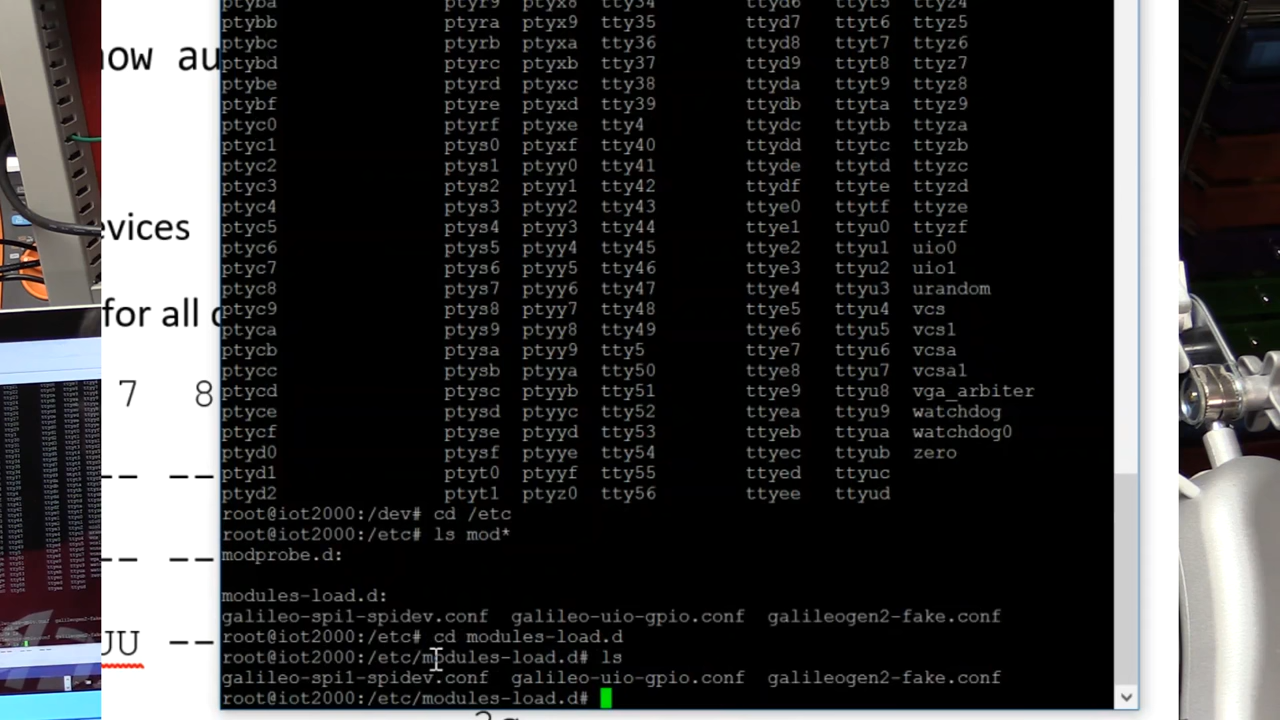 ptyba ptyr9 ptyx8 tty34 ttyd6 ttyt5 ttyz4
ptybb ptyra ptyx9 tty35 ttyd7 ttyt6 ttyz5
ptybc ptyrb ptyxa tty36 ttyd8 ttyt7 ttyz6
ptybd ptyrc ptyxb tty37 ttyd9 ttyt8 ttyz7
ptybe ptyrd ptyxc tty38 ttyda ttyt9 ttyz8
ptybf ptyre ptyxd tty39 ttydb ttyta ttyz9
ptyc0 ptyrf ptyxe tty4 ttydc ttytb ttyza
ptyc1 ptys0 ptyxf tty40 ttydd ttytc ttyzb
ptyc2 ptys1 ptyy0 tty41 ttyde ttytd ttyzc
ptyc3 ptys2 ptyy1 tty42 ttydf ttyte ttyzd
ptyc4 ptys3 ptyy2 tty43 ttye0 ttytf ttyze
ptyc5 ptys4 ptyy3 tty44 ttye1 ttyu0 ttyzf
ptyc6 ptys5 ptyy4 tty45 ttye2 ttyu1 uio0
ptyc7 ptys6 ptyy5 tty46 ttye3 ttyu2 uio1
ptyc8 ptys7 ptyy6 tty47 ttye4 ttyu3 urandom
ptyc9 ptys8 ptyy7 tty48 ttye5 ttyu4 vcs
ptyca ptys9 ptyy8 tty49 ttye6 ttyu5 vcs1
ptycb ptysa ptyy9 tty5 ttye7 ttyu6 vcsa
ptycc ptysb ptyya tty50 ttye8 ttyu7 vcsa1
ptycd ptysc ptyyb tty51 ttye9 ttyu8 vga_arbiter
ptyce ptysd ptyyc tty52 ttyea ttyu9 watchdog
ptycf ptyse ptyyd tty53 ttyeb ttyua watchdog0
ptyd0 ptysf ptyye tty54 ttyec ttyub zero
ptyd1 ptyt0 ptyyf tty55 ttyed ttyuc
ptyd2 ptyt1 ptyz0 tty56 ttyee ttyud
root@iot2000:/dev# cd /etc
root@iot2000:/etc# ls mod*
modprobe.d:
modules-load.d:
galileo-spi1-spidev.conf galileo-uio-gpio.conf galileogen2-fake.conf
root@iot2000:/etc# cd modules-load.d
root@iot2000:/etc/modules-load.d# ls
galileo-spi1-spidev.conf galileo-uio-gpio.conf galileogen2-fake.conf
root@iot2000:/etc/modules-load.d#
ow au
evices
for all
7 8
-- --
-- --
UU --